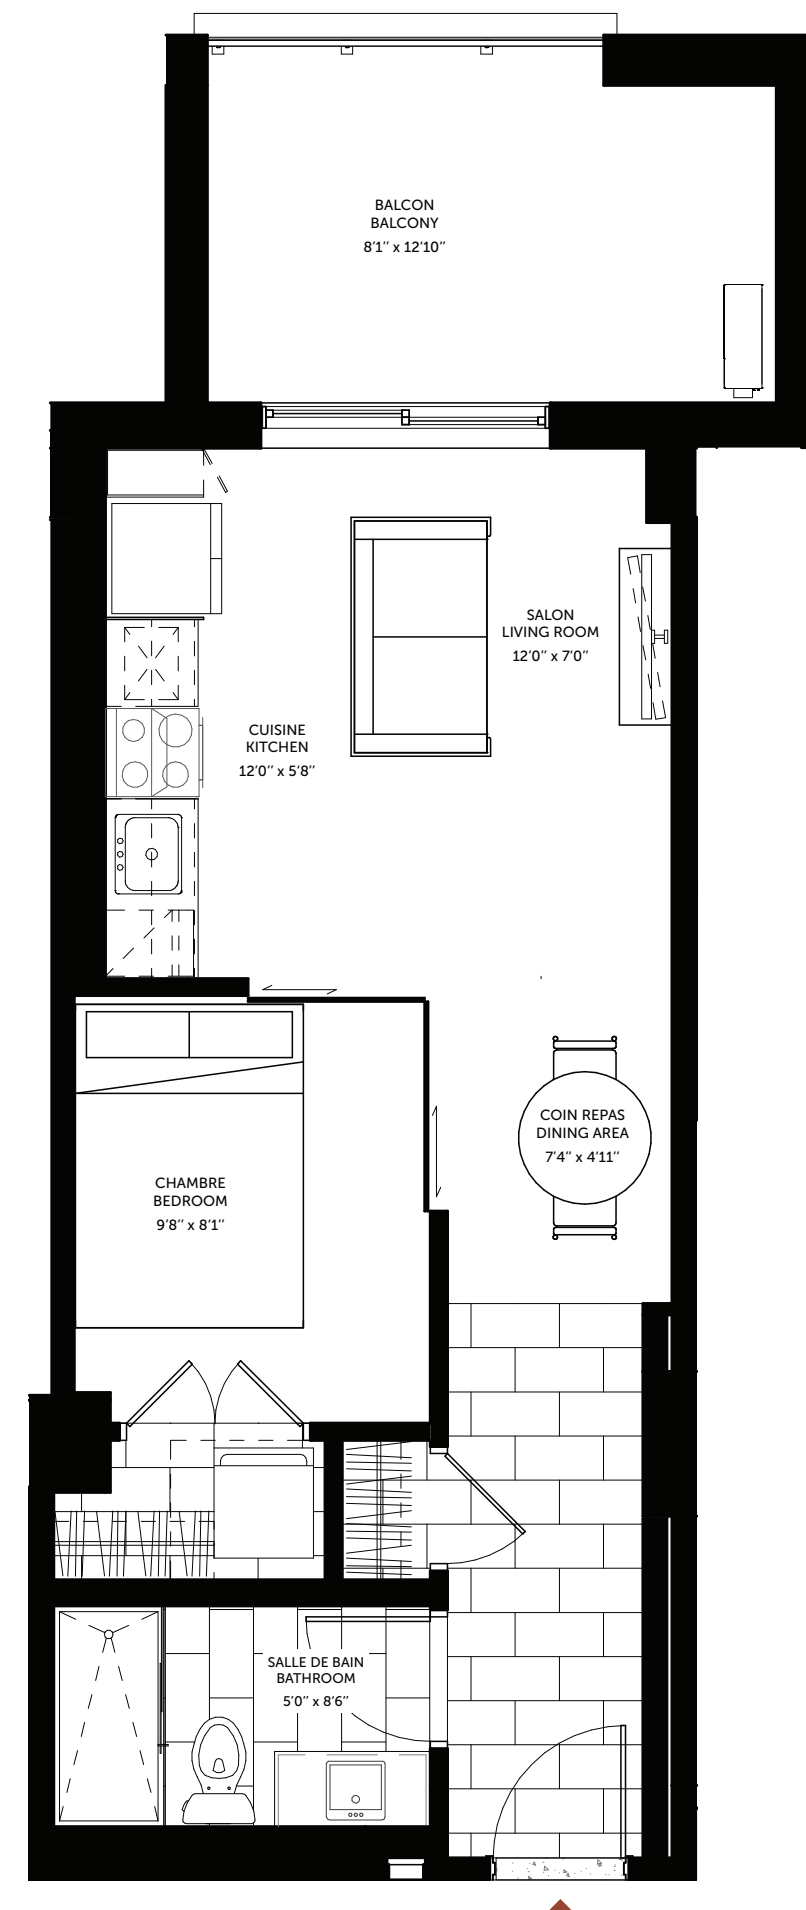 BALCON
BALCONY
8'1'' x 12'10''
SALON
LIVING ROOM
12'0'' x 7'0''
CUISINE
KITCHEN
12'0'' x 5'8''
COIN REPAS
DINING AREA
7'4'' x 4'11''
CHAMBRE
BEDROOM
9'8'' x 8'1''
SALLE DE BAIN
BATHROOM
5'0'' x 8'6''